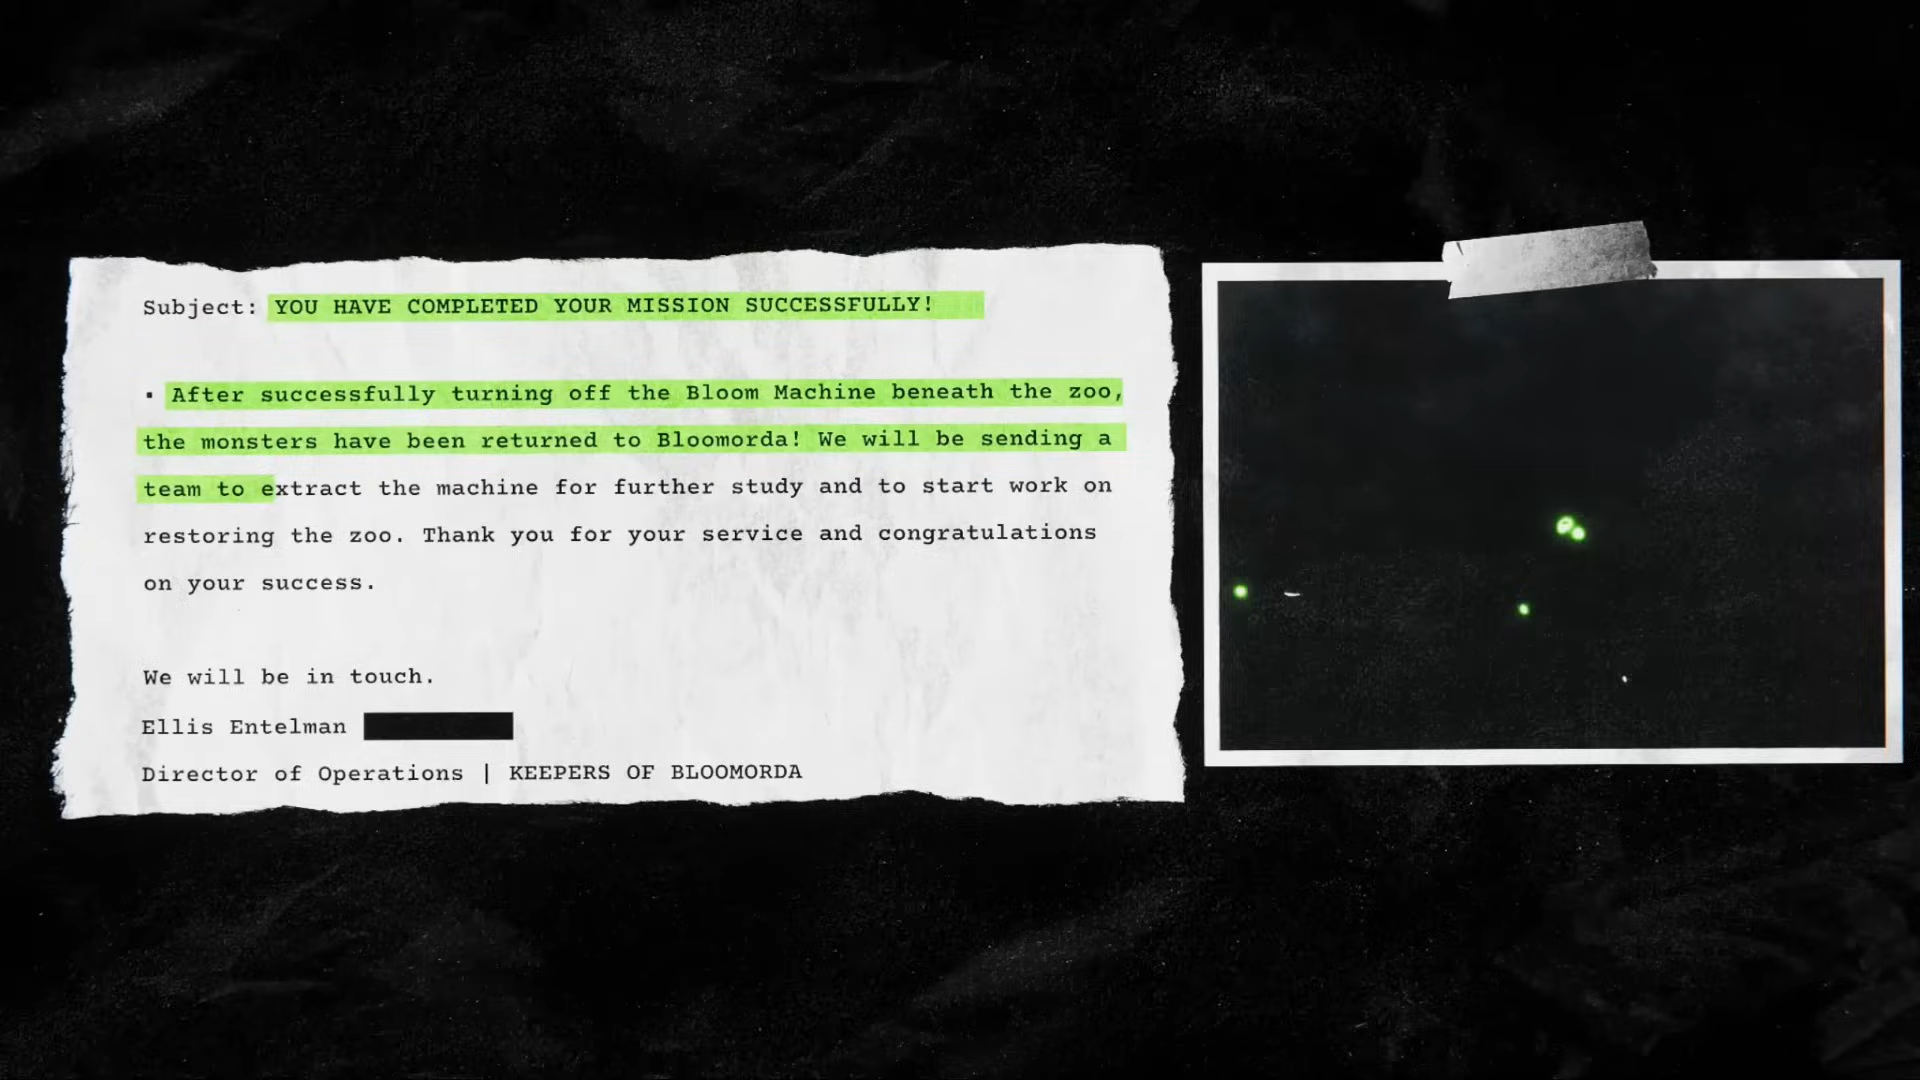 Subject: YOU HAVE COMPLETED YOUR MISSION SUCCESSFULLY!
▪ After successfully turning off the Bloom Machine beneath the zoo,
the monsters have been returned to Bloomorda! We will be sending a
team to extract the machine for further study and to start work on
restoring the zoo. Thank you for your service and congratulations
on your success.
We will be in touch.
Ellis Entelman
Director of Operations | KEEPERS OF BLOOMORDA